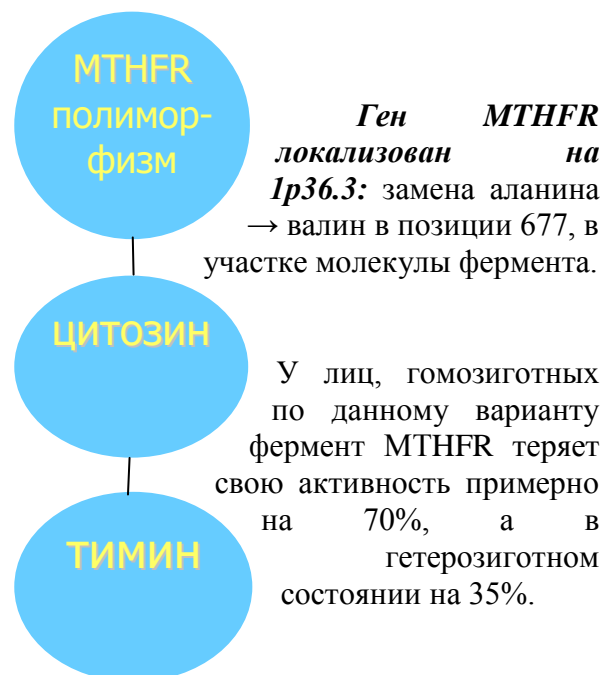 MTHFR
полимор-
физм
Ген MTHFR
локализован на
1p36.3: замена аланина
→ валин в позиции 677, в
участке молекулы фермента.
цитозин
У лиц, гомозиготных
по данному варианту
фермент MTHFR теряет
свою активность примерно
на 70%, а в
гетерозиготном
состоянии на 35%.
тимин